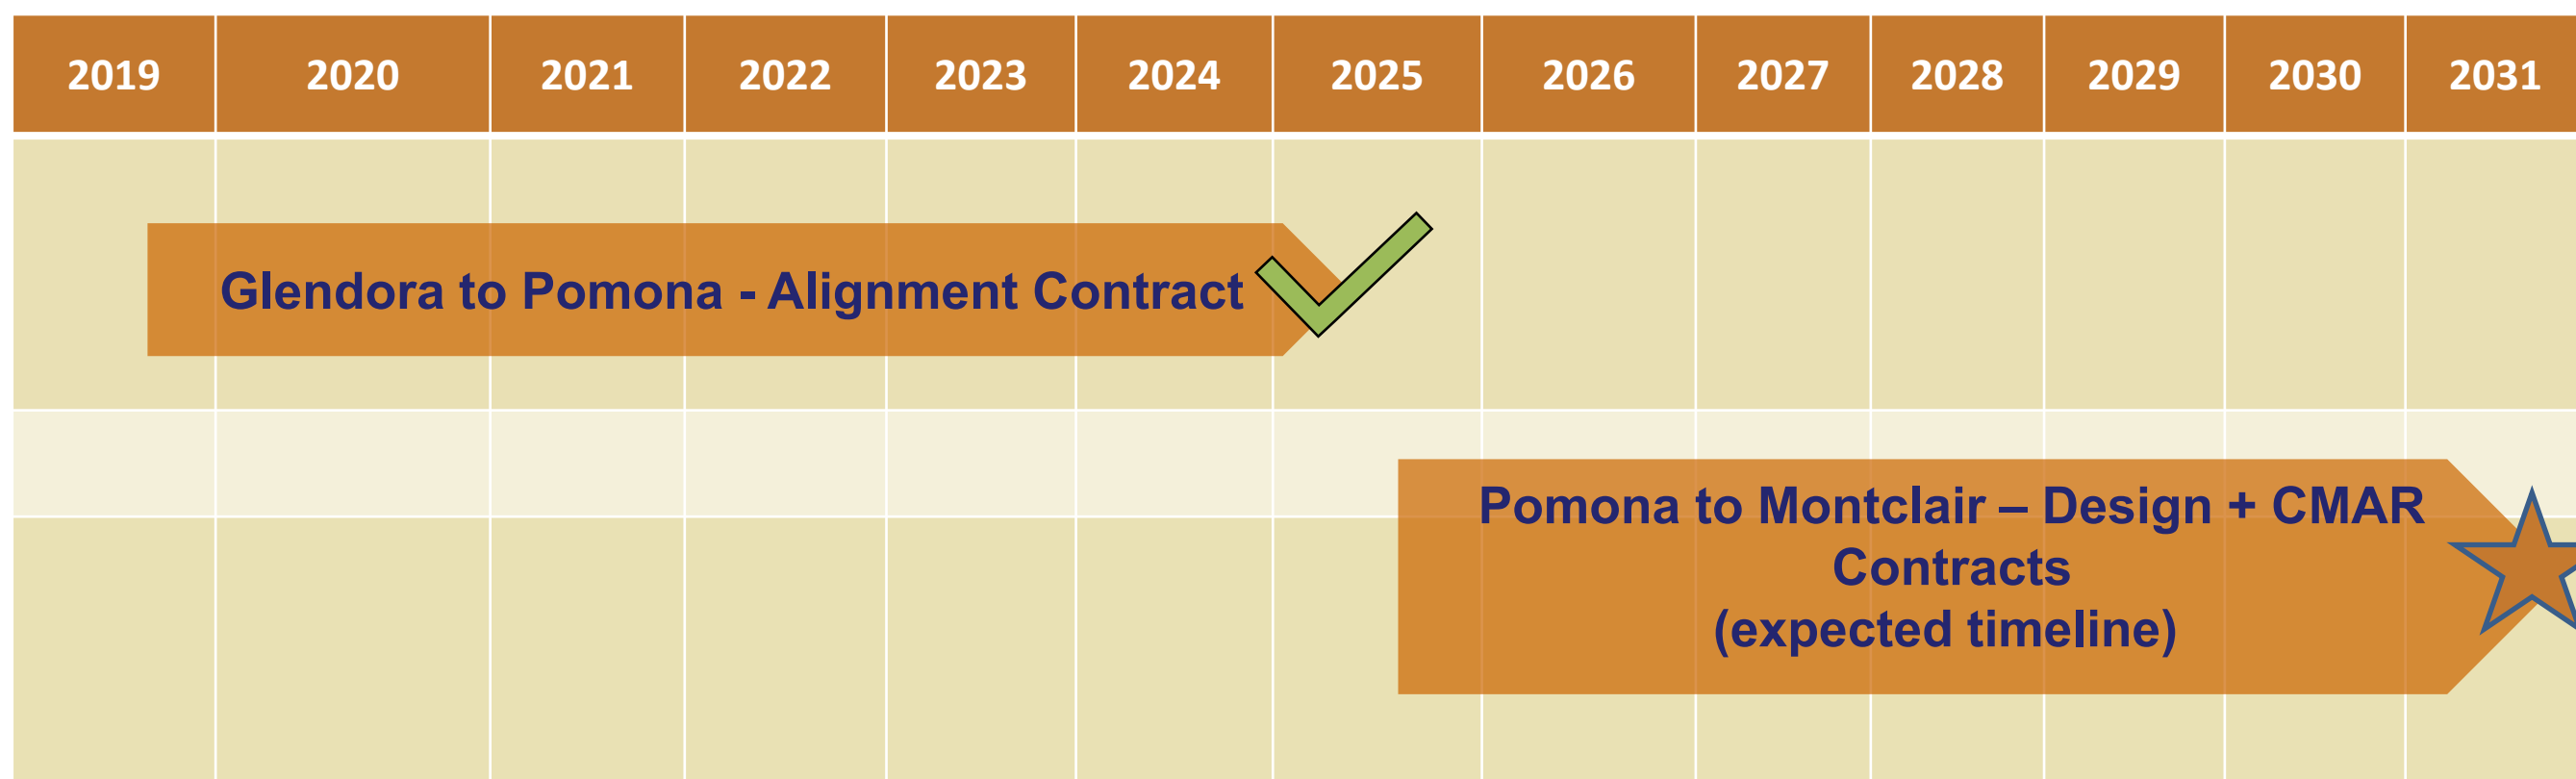 2019 2020 2021 2022 2023 2024 2025 2026 2027 2028 2029 2030 2031
Glendora to Pomona - Alignment Contract
Pomona to Montclair – Design + CMAR
Contracts
(expected timeline)